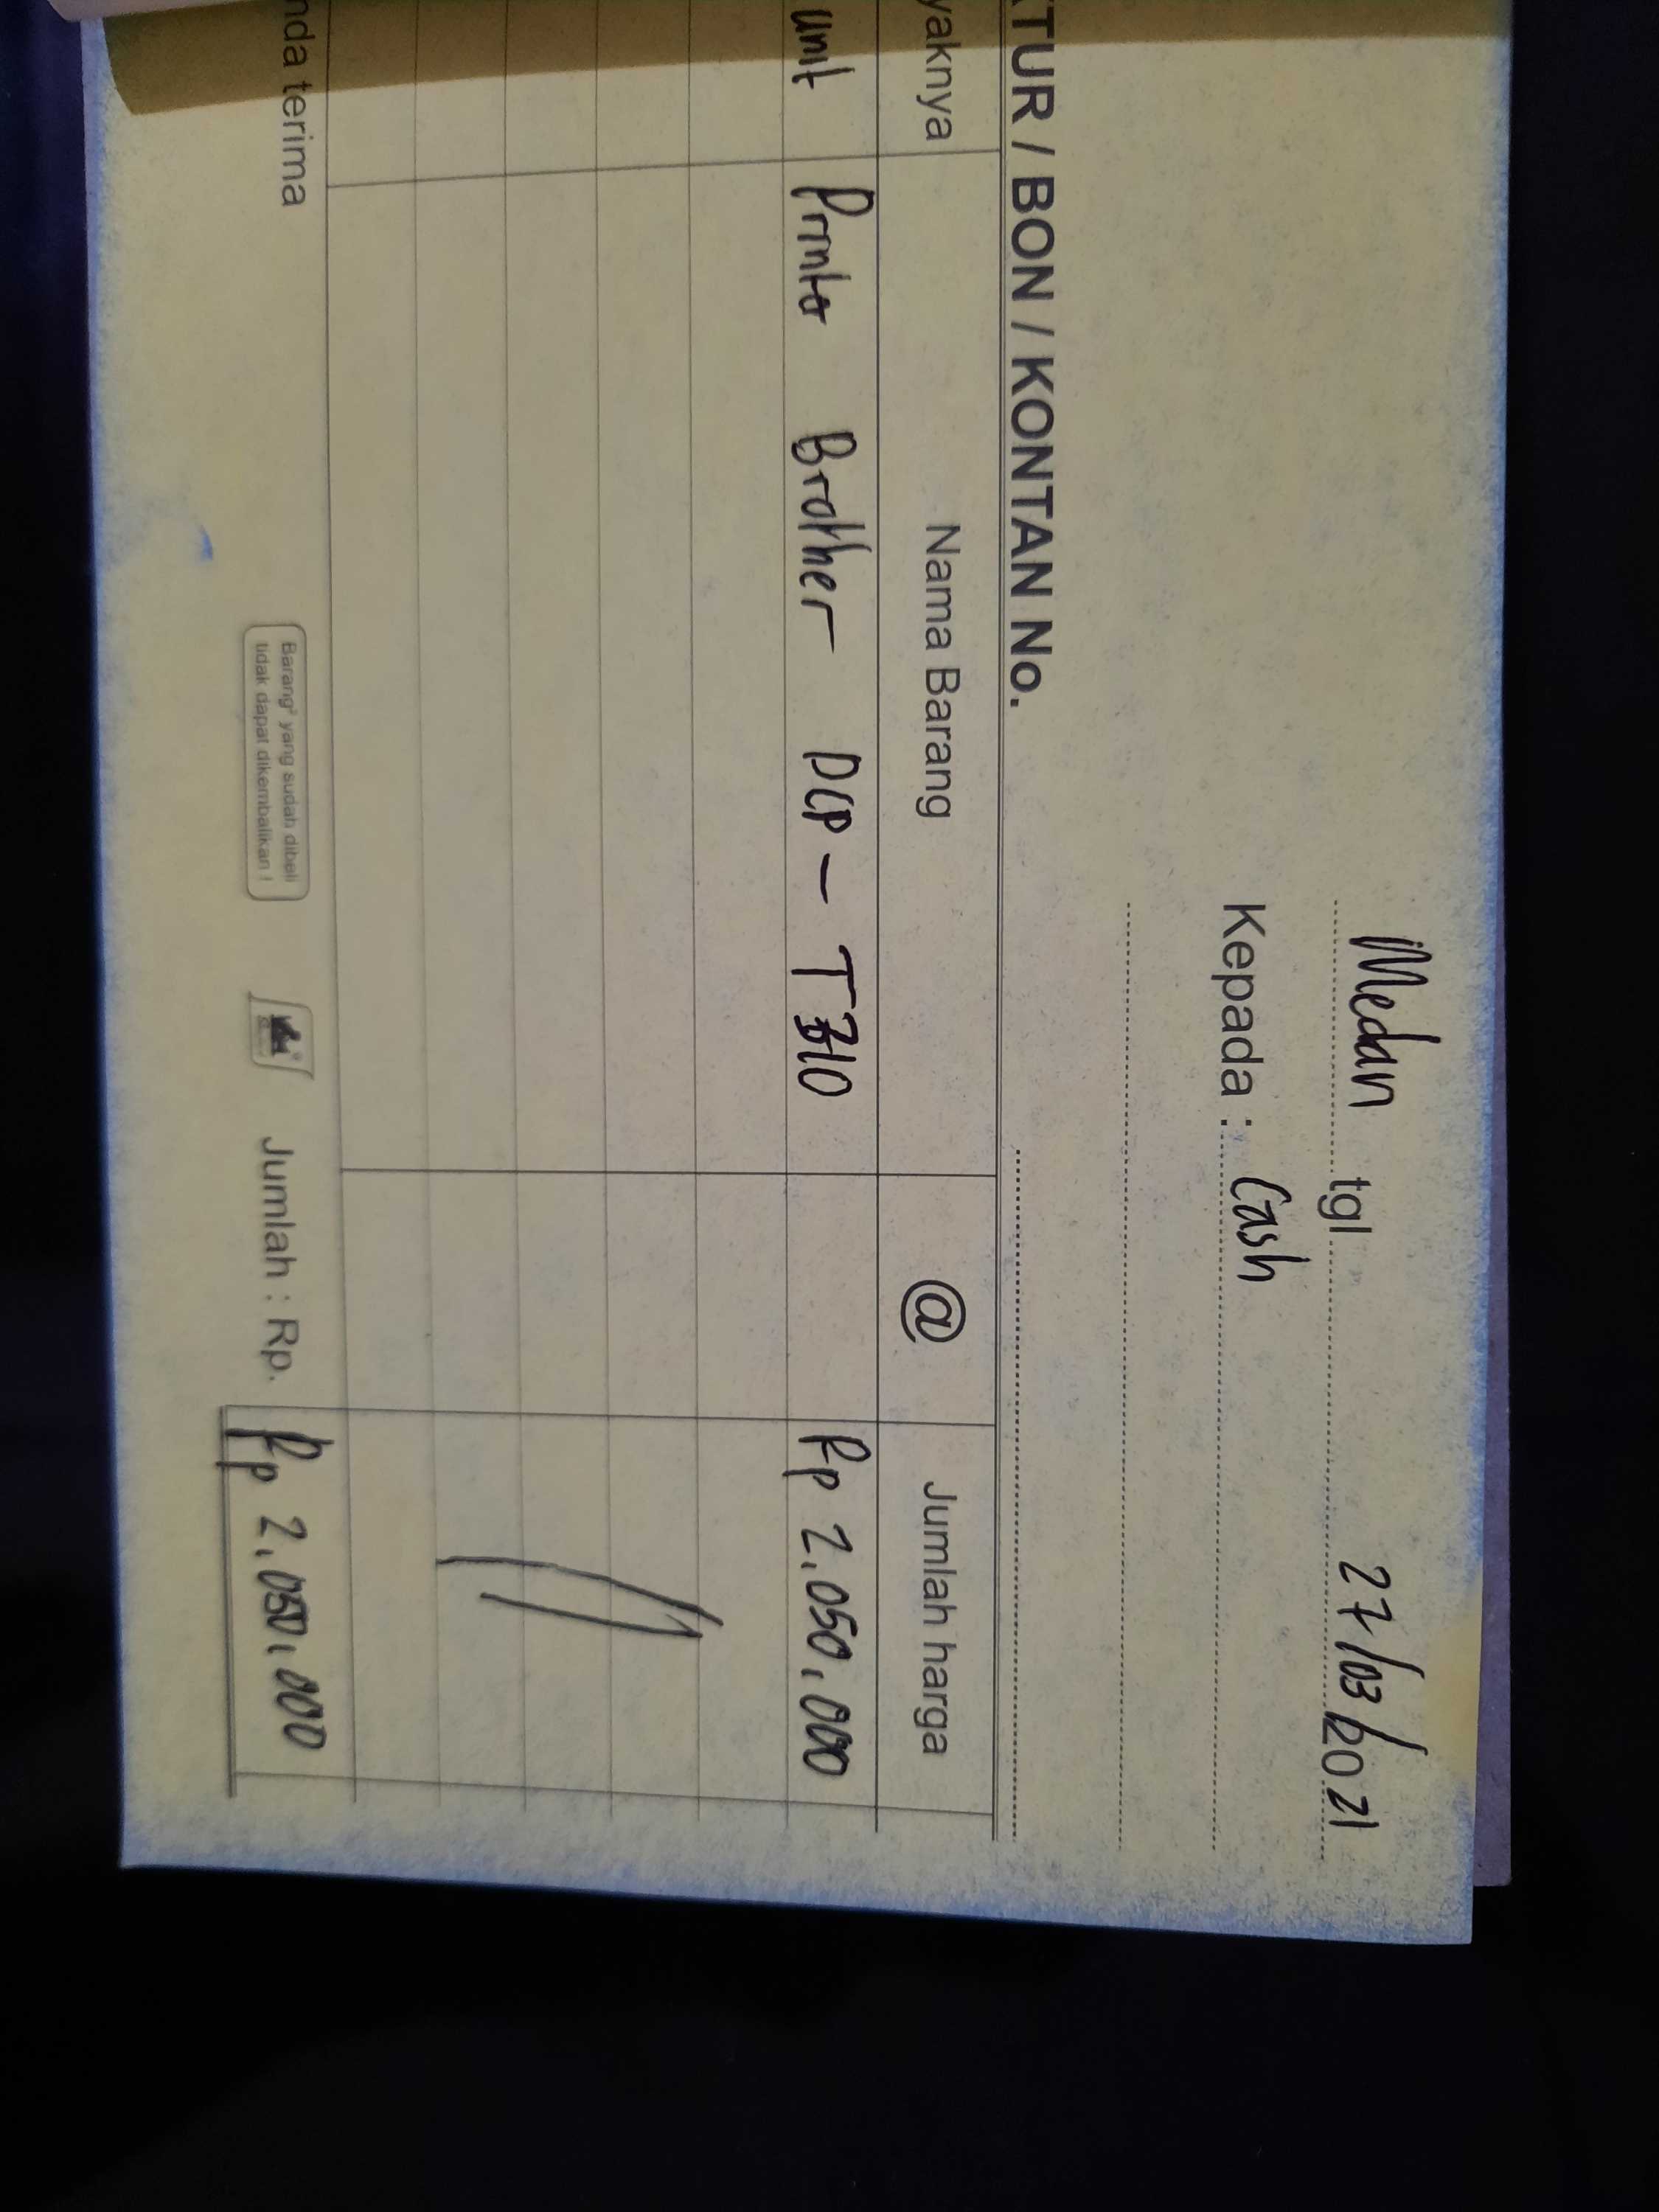 Medan tgl 27/03/2021
Kepada : Cash
TUR / BON / KONTAN No.
yaknya Nama Barang @ Jumlah harga
unit Printer Brother DCP - T310 Rp 2.050.000
nda terima
Barang² yang sudah dibeli
tidak dapat dikembalikan !
Jumlah : Rp. Rp 2.050.000